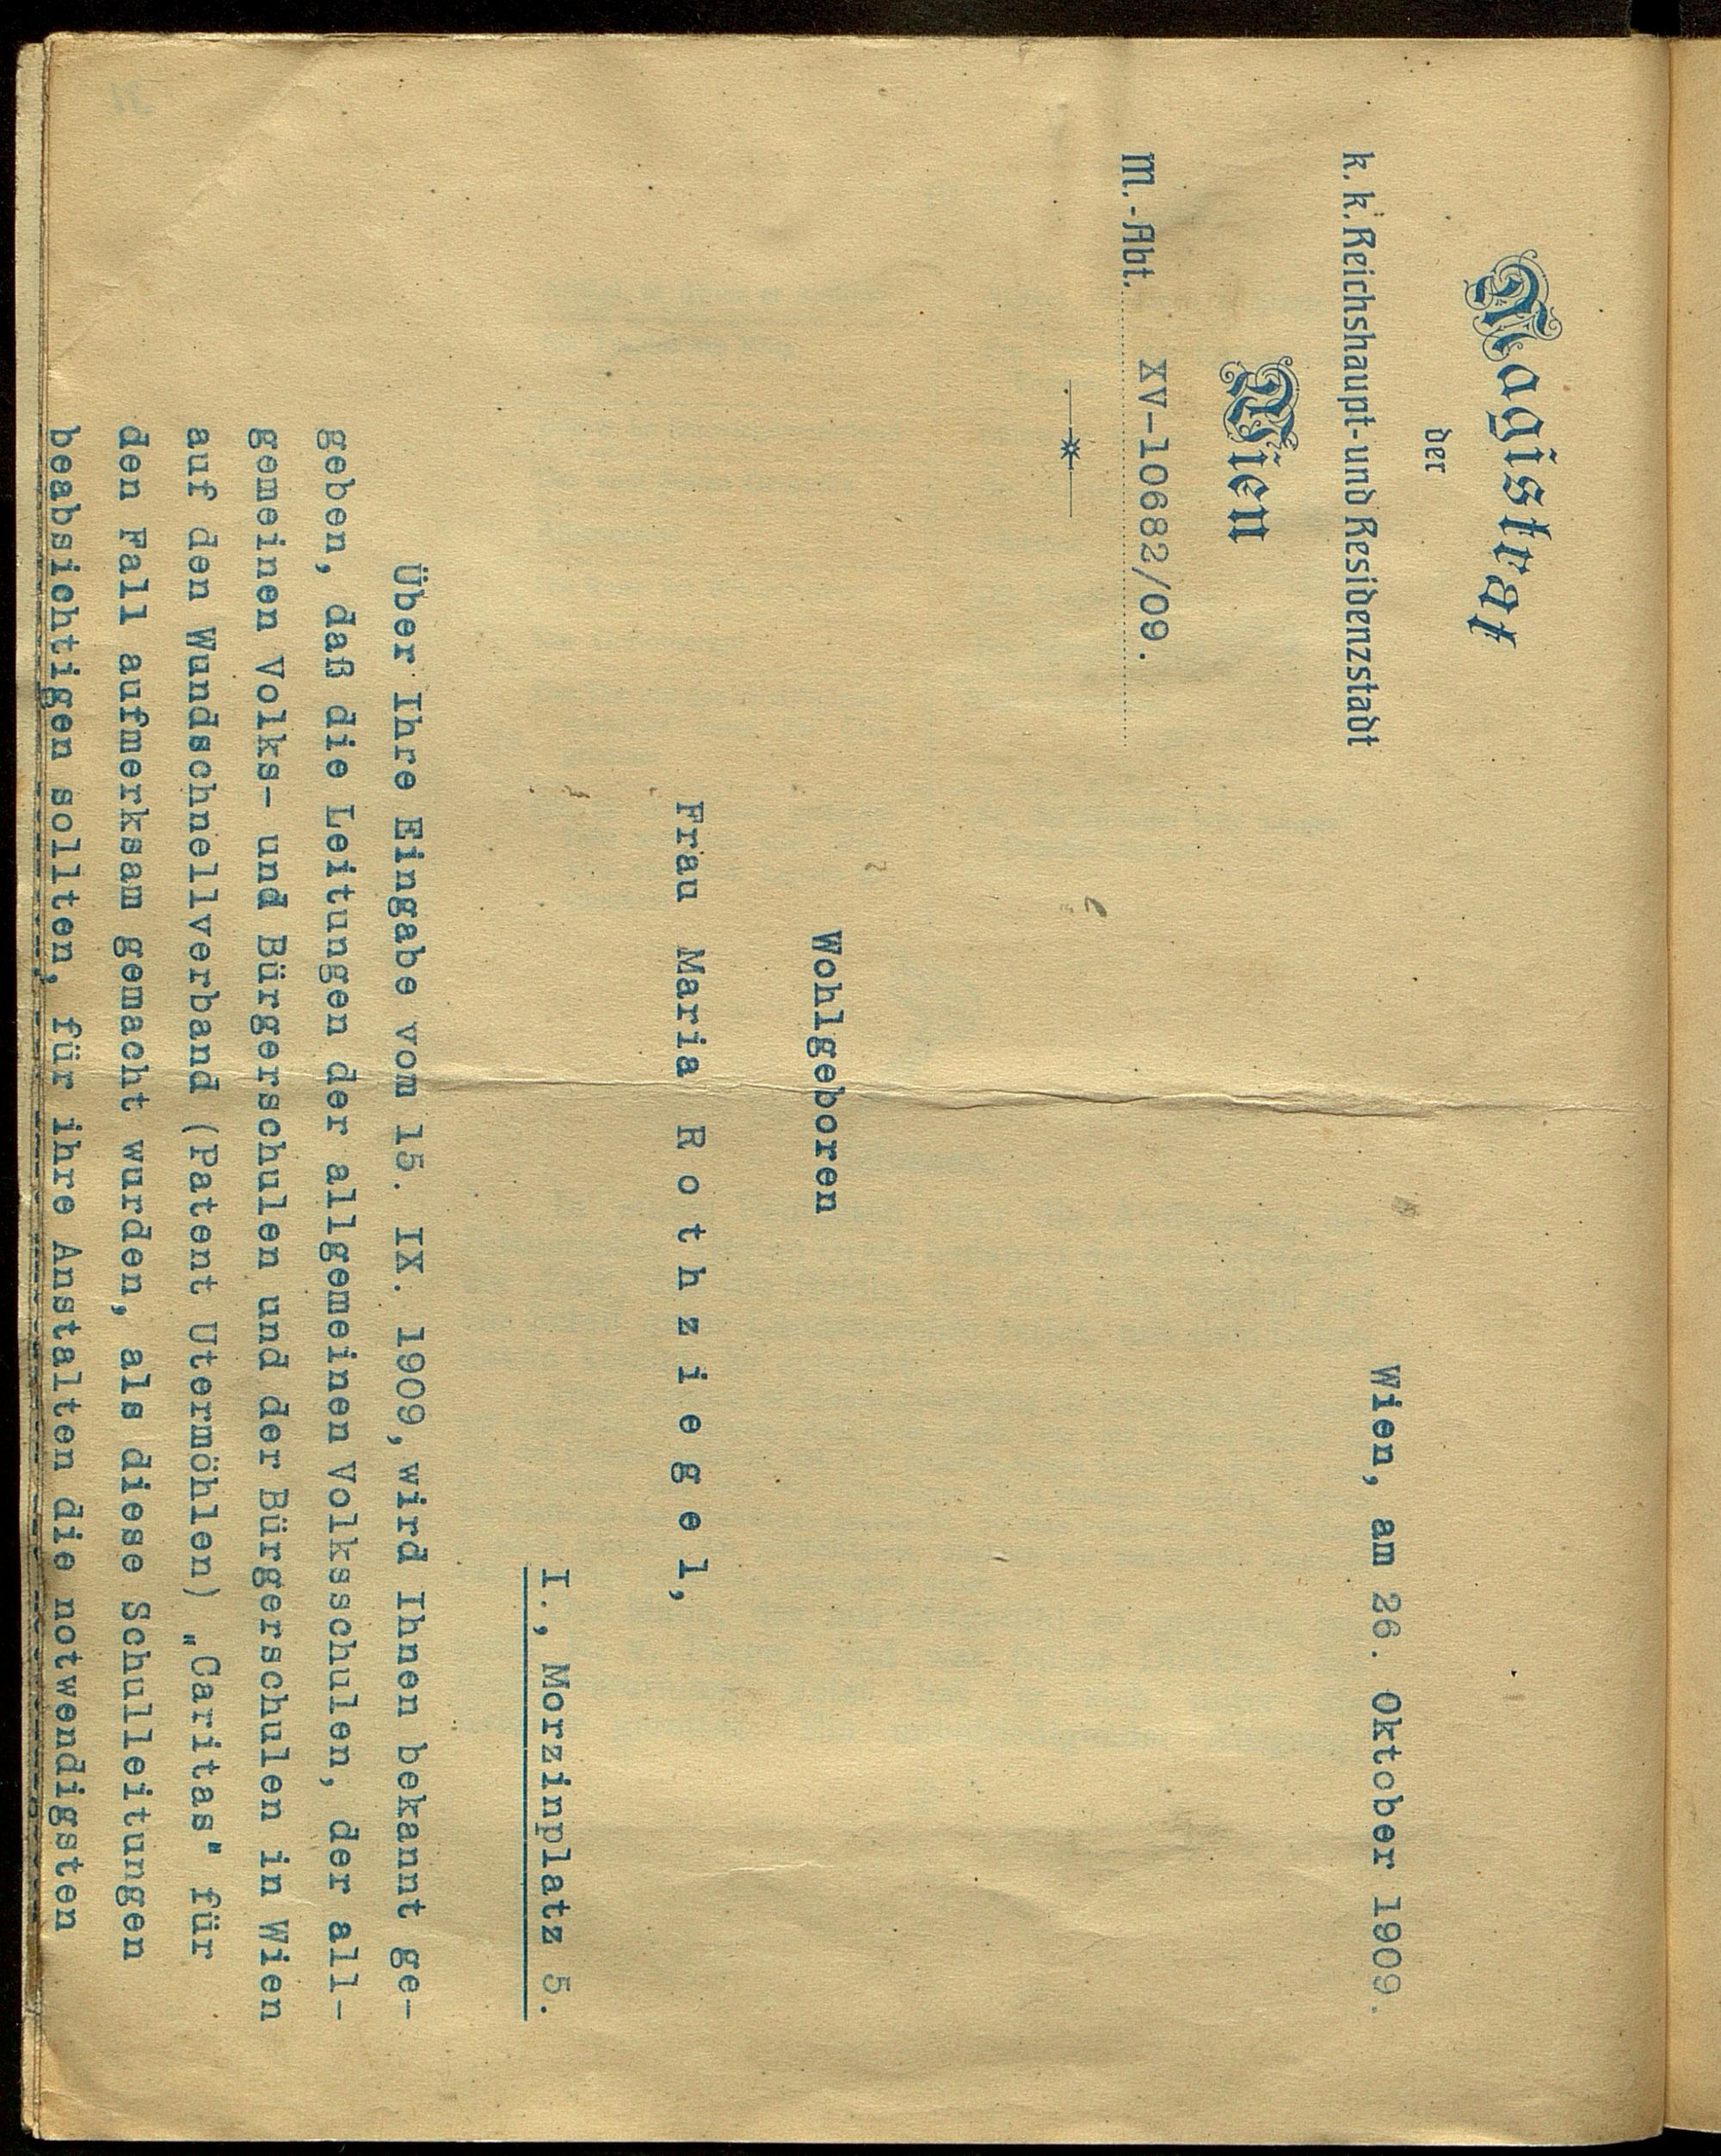 Magistrat
der
k. k. Reichshaupt- und Residenzstadt
Wien
M.-Abt. XV-10682/09.
Wien, am 26. Oktober 1909.
Wohlgeboren
Frau Maria Rothziegel,
I., Morzinplatz 5.
Über Ihre Eingabe vom 15. IX. 1909, wird Ihnen bekannt ge-
geben, daß die Leitungen der allgemeinen Volksschulen, der all-
gemeinen Volks- und Bürgerschulen und der Bürgerschulen in Wien
auf den Wundschnellverband (Patent Utermöhlen) „Caritas" für
den Fall aufmerksam gemacht wurden, als diese Schulleitungen
beabsichtigen sollten, für ihre Anstalten die notwendigsten